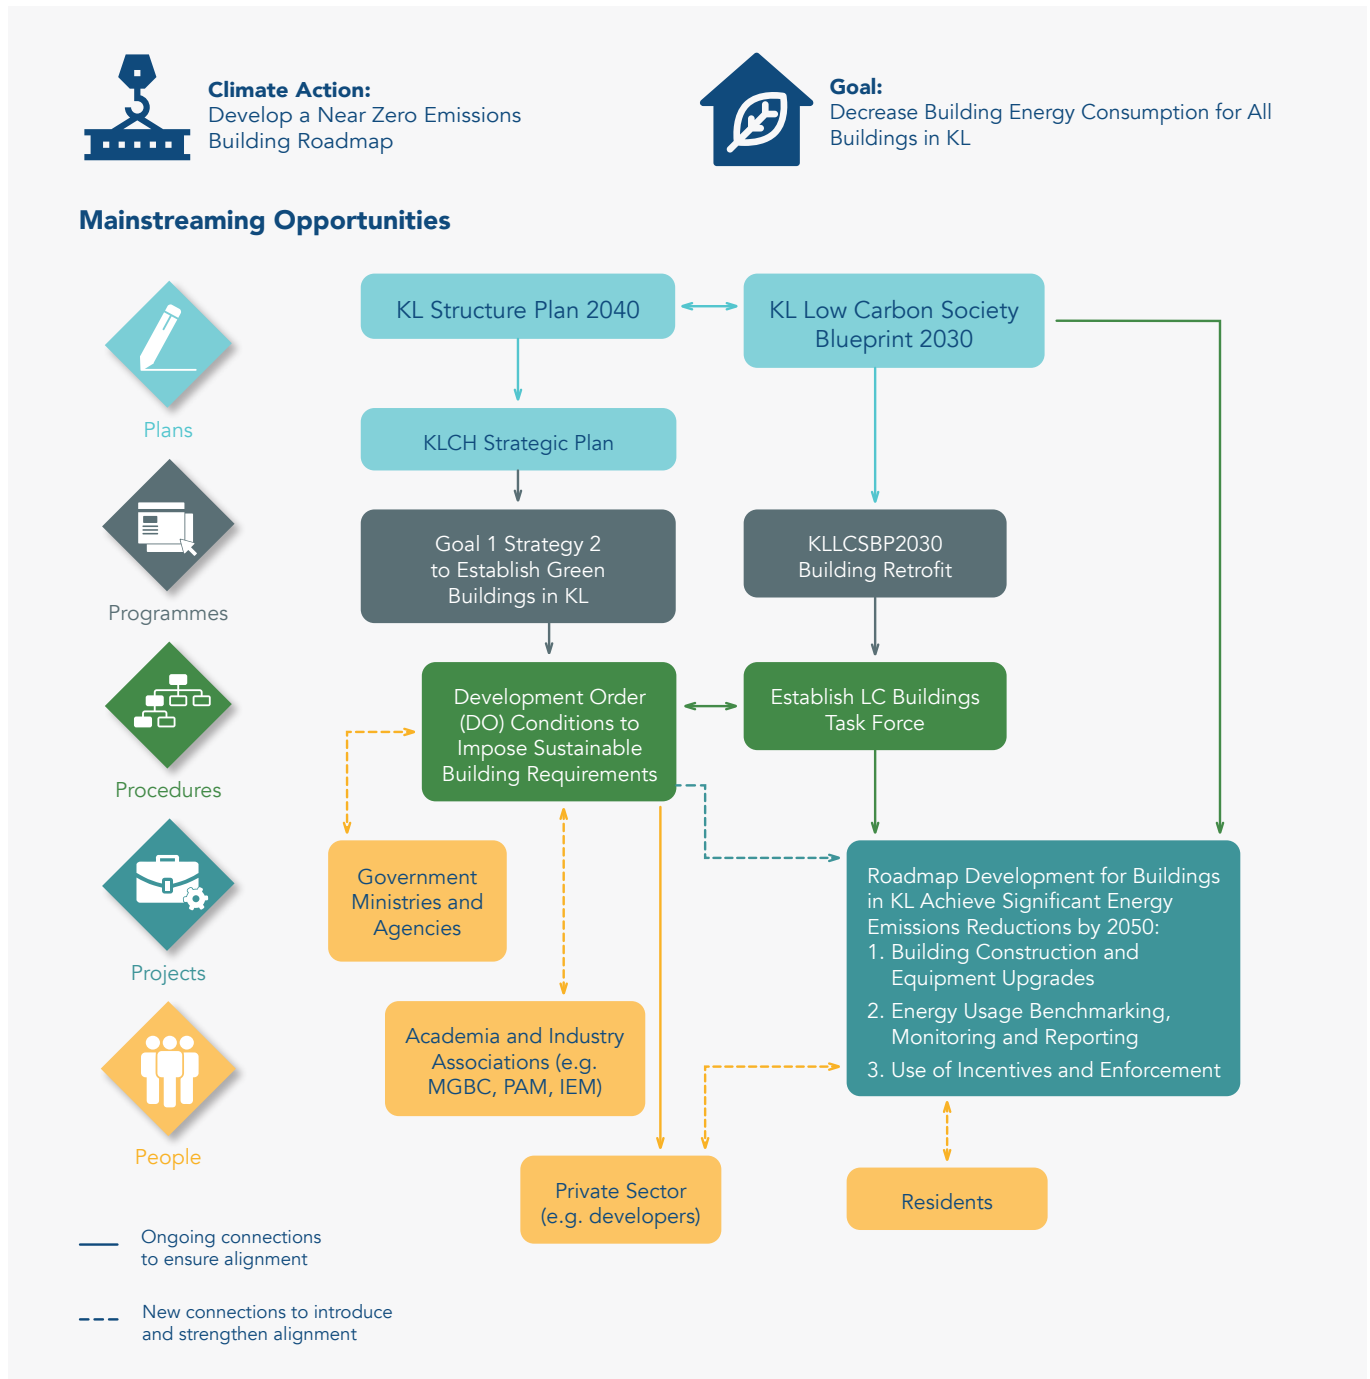 Climate Action:
Develop a Near Zero Emissions
Building Roadmap
Goal:
Decrease Building Energy Consumption for All
Buildings in KL
Mainstreaming Opportunities
Plans
Programmes
Procedures
Projects
People
KL Structure Plan 2040
KL Low Carbon Society
Blueprint 2030
KLCH Strategic Plan
Goal 1 Strategy 2
to Establish Green
Buildings in KL
KLLCSBP2030
Building Retrofit
Development Order
(DO) Conditions to
Impose Sustainable
Building Requirements
Establish LC Buildings
Task Force
Government
Ministries and
Agencies
Roadmap Development for Buildings
in KL Achieve Significant Energy
Emissions Reductions by 2050:
1. Building Construction and
Equipment Upgrades
2. Energy Usage Benchmarking,
Monitoring and Reporting
3. Use of Incentives and Enforcement
Academia and Industry
Associations (e.g.
MGBC, PAM, IEM)
Private Sector
(e.g. developers)
Residents
Ongoing connections
to ensure alignment
New connections to introduce
and strengthen alignment